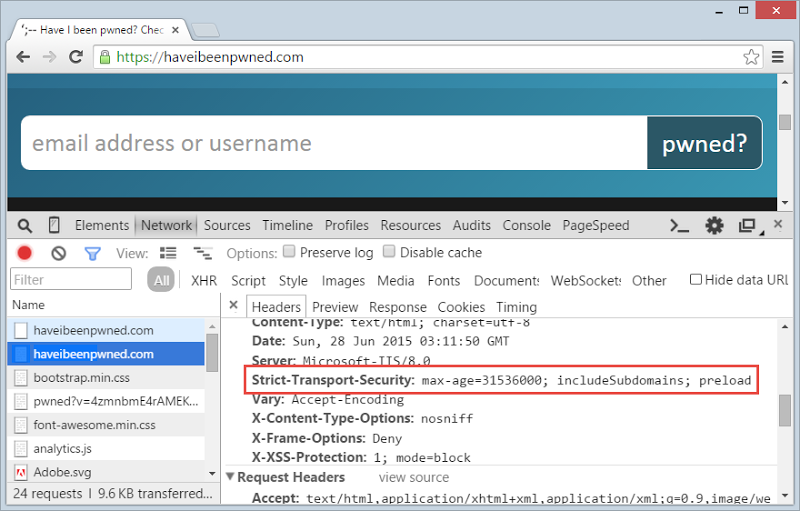 ';-- Have I been pwned? Chec
https://haveibeenpwned.com
email address or username
pwned?
Elements Network Sources Timeline Profiles Resources Audits Console PageSpeed
View: Options: Preserve log Disable cache
Filter All XHR Script Style Images Media Fonts Documents WebSockets Other Hide data URL
Name
Headers Preview Response Cookies Timing
haveibeenpwned.com
haveibeenpwned.com
bootstrap.min.css
pwned?v=4zmnbmE4rAMEK...
font-awesome.min.css
analytics.js
Adobe.svg
24 requests | 9.6 KB transferred...
Content-Type: text/html; charset=utf-8
Date: Sun, 28 Jun 2015 03:11:50 GMT
Server: Microsoft-IIS/8.0
Strict-Transport-Security: max-age=31536000; includeSubdomains; preload
Vary: Accept-Encoding
X-Content-Type-Options: nosniff
X-Frame-Options: Deny
X-XSS-Protection: 1; mode=block
Request Headers view source
Accept: text/html,application/xhtml+xml,application/xml;q=0.9,image/we